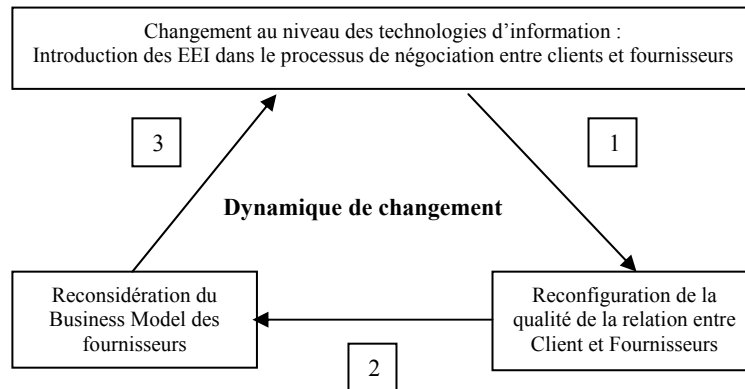 Changement au niveau des technologies d’information :
Introduction des EEI dans le processus de négociation entre clients et fournisseurs
3
1
Dynamique de changement
Reconsidération du
Business Model des
fournisseurs
Reconfiguration de la
qualité de la relation entre
Client et Fournisseurs
2